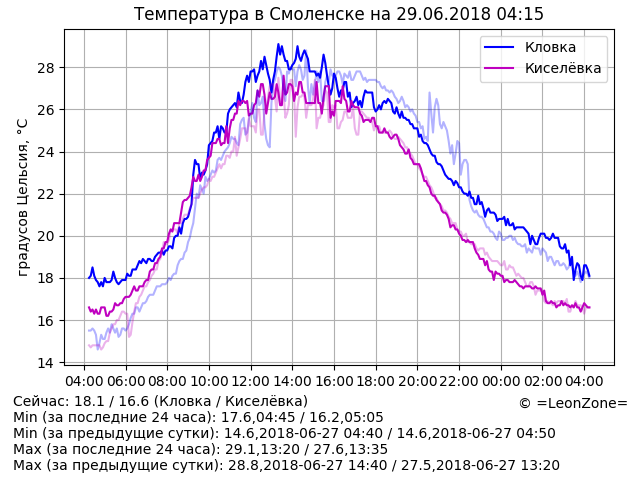 Температура в Смоленске на 29.06.2018 04:15
градусов Цельсия, °C
28
26
24
22
20
18
16
14
Кловка
Киселёвка
04:00 06:00 08:00 10:00 12:00 14:00 16:00 18:00 20:00 22:00 00:00 02:00 04:00
Сейчас: 18.1 / 16.6 (Кловка / Киселёвка)
© =LeonZone=
Min (за последние 24 часа): 17.6,04:45 / 16.2,05:05
Min (за предыдущие сутки): 14.6,2018-06-27 04:40 / 14.6,2018-06-27 04:50
Max (за последние 24 часа): 29.1,13:20 / 27.6,13:35
Max (за предыдущие сутки): 28.8,2018-06-27 14:40 / 27.5,2018-06-27 13:20